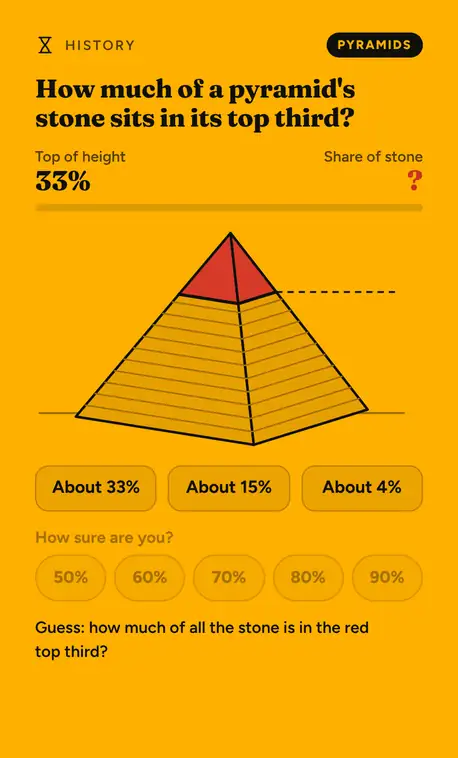 HISTORY
PYRAMIDS
How much of a pyramid's
stone sits in its top third?
Top of height
Share of stone
33%
?
About 33%
About 15%
About 4%
How sure are you?
50%
60%
70%
80%
90%
Guess: how much of all the stone is in the red
top third?